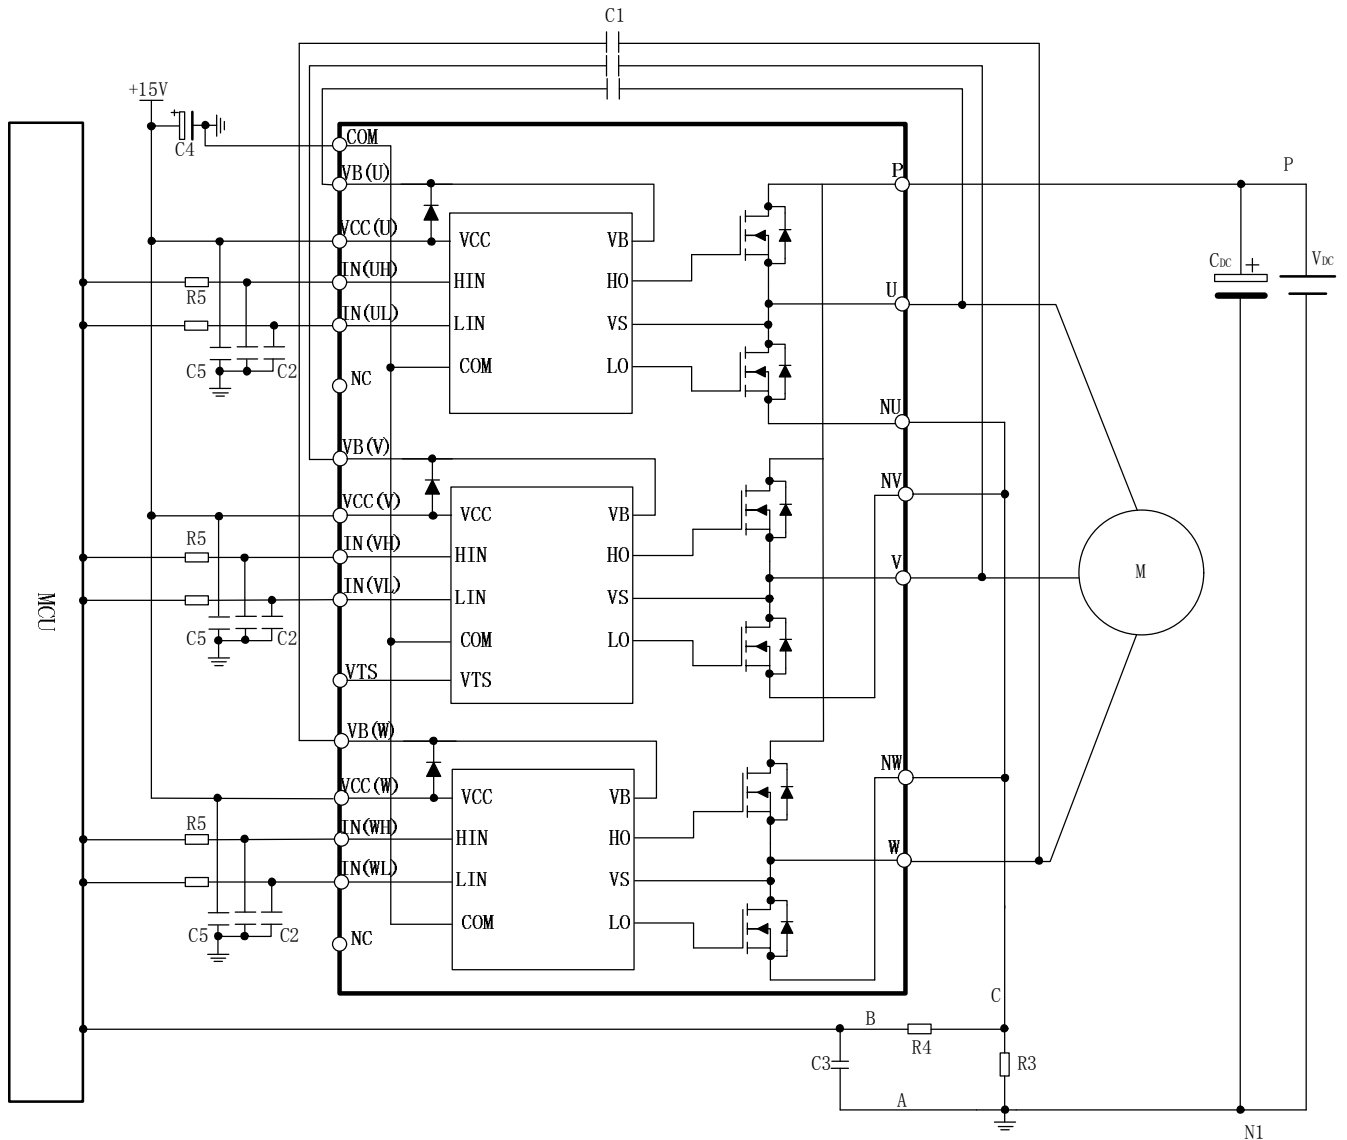 C1
+15V
+
C4
COM
VB(U)
P
P
VCC(U)
VCC
VB
CDC
+
VDC
IN(UH)
HIN
HO
R5
U
IN(UL)
LIN
VS
C5
C2
COM
LO
NC
NU
VB(V)
NV
VCC(V)
VCC
VB
R5
IN(VH)
HIN
HO
V
M
IN(VL)
LIN
VS
MCU
C5
C2
COM
LO
VTS
VTS
VB(W)
NW
VCC(W)
VCC
VB
R5
IN(WH)
HIN
HO
W
IN(WL)
LIN
VS
C5
C2
COM
LO
NC
C
B
R4
C3
R3
A
N1